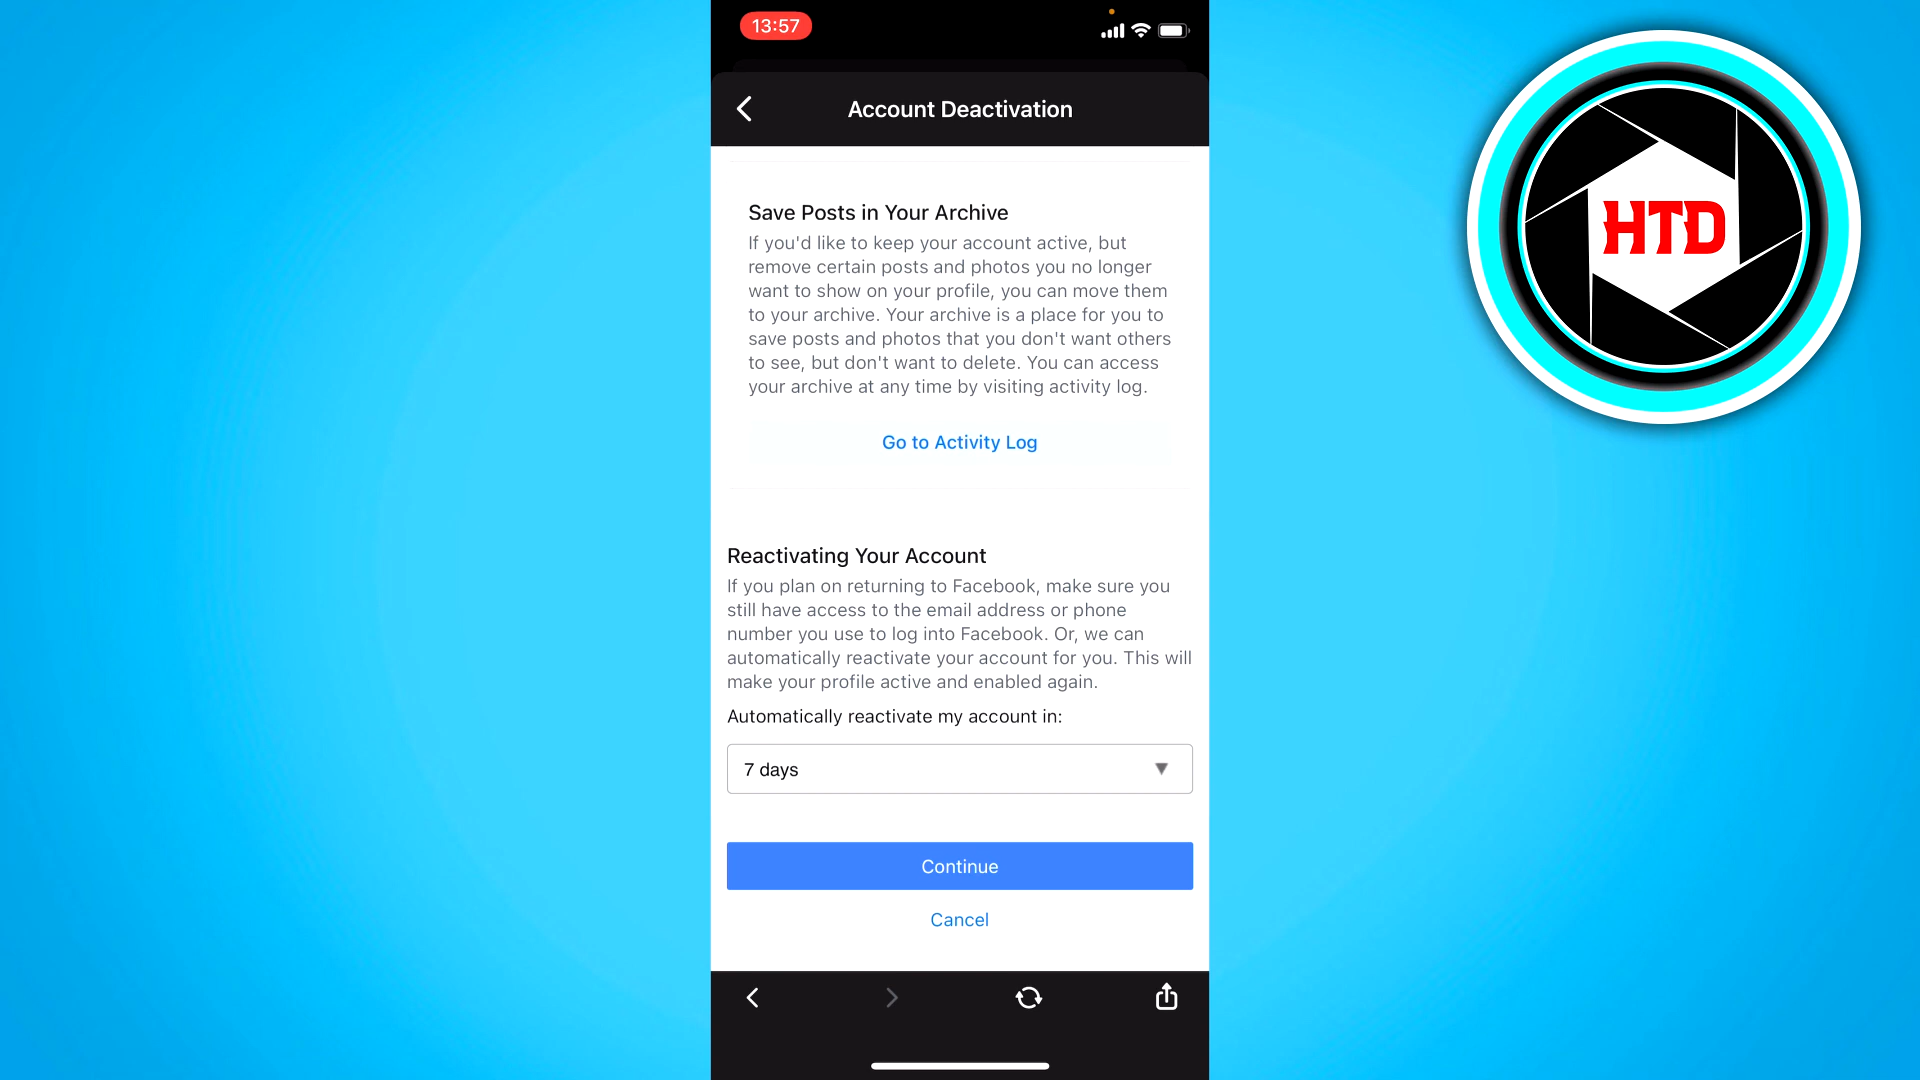 13:57
Account Deactivation
HTD
Save Posts in Your Archive
If you'd like to keep your account active, but
remove certain posts and photos you no longer
want to show on your profile, you can move them
to your archive. Your archive is a place for you to
save posts and photos that you don't want others
to see, but don't want to delete. You can access
your archive at any time by visiting activity log.
Go to Activity Log
Reactivating Your Account
If you plan on returning to Facebook, make sure you
still have access to the email address or phone
number you use to log into Facebook. Or, we can
automatically reactivate your account for you. This will
make your profile active and enabled again.
Automatically reactivate my account in:
7 days
Continue
Cancel